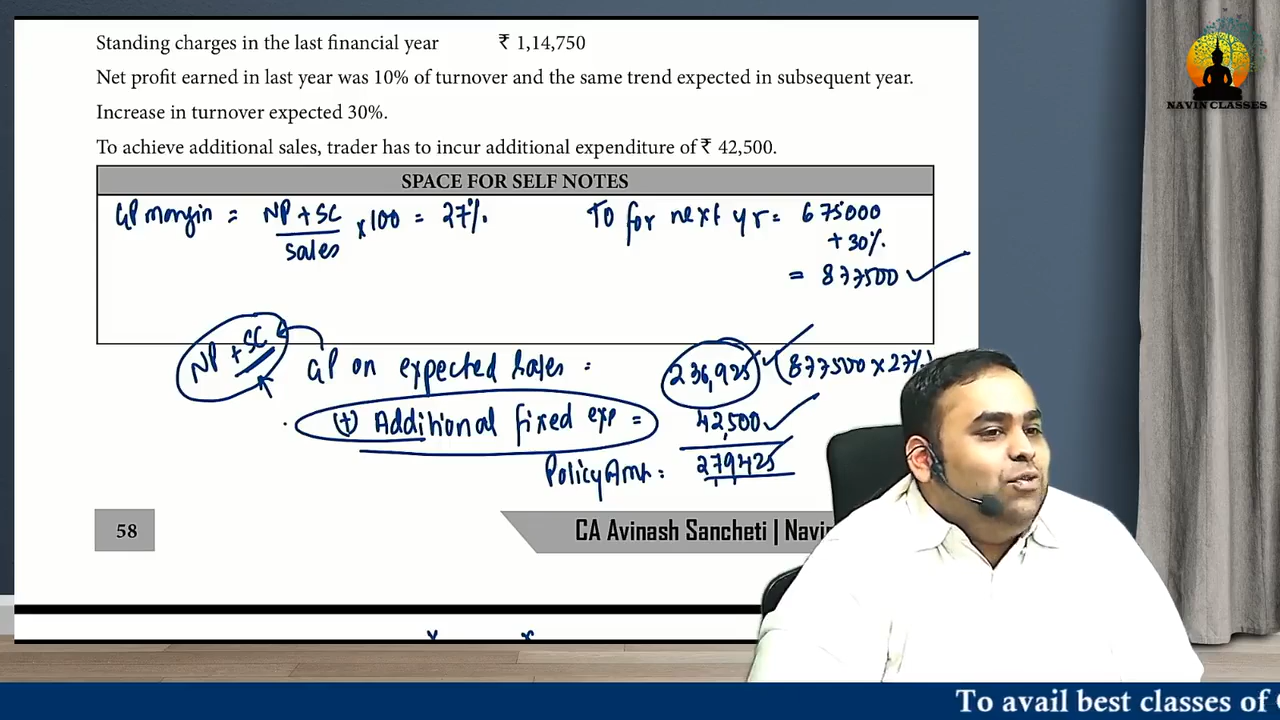 Standing charges in the last financial year ₹ 1,14,750
Net profit earned in last year was 10% of turnover and the same trend expected in subsequent year.
Increase in turnover expected 30%.
To achieve additional sales, trader has to incur additional expenditure of ₹ 42,500.
SPACE FOR SELF NOTES
GP margin = NP + SC / sales × 100 = 27%
TO for next yr = 675000
+ 30%
= 877500
NP + SC
GP on expected sales = 236,925 (877500 × 27%)
(+) Additional fixed exp = 42,500
Policy Amt = 279425
58
CA Avinash Sancheti | Navin
NAVIN CLASSES
To avail best classes of